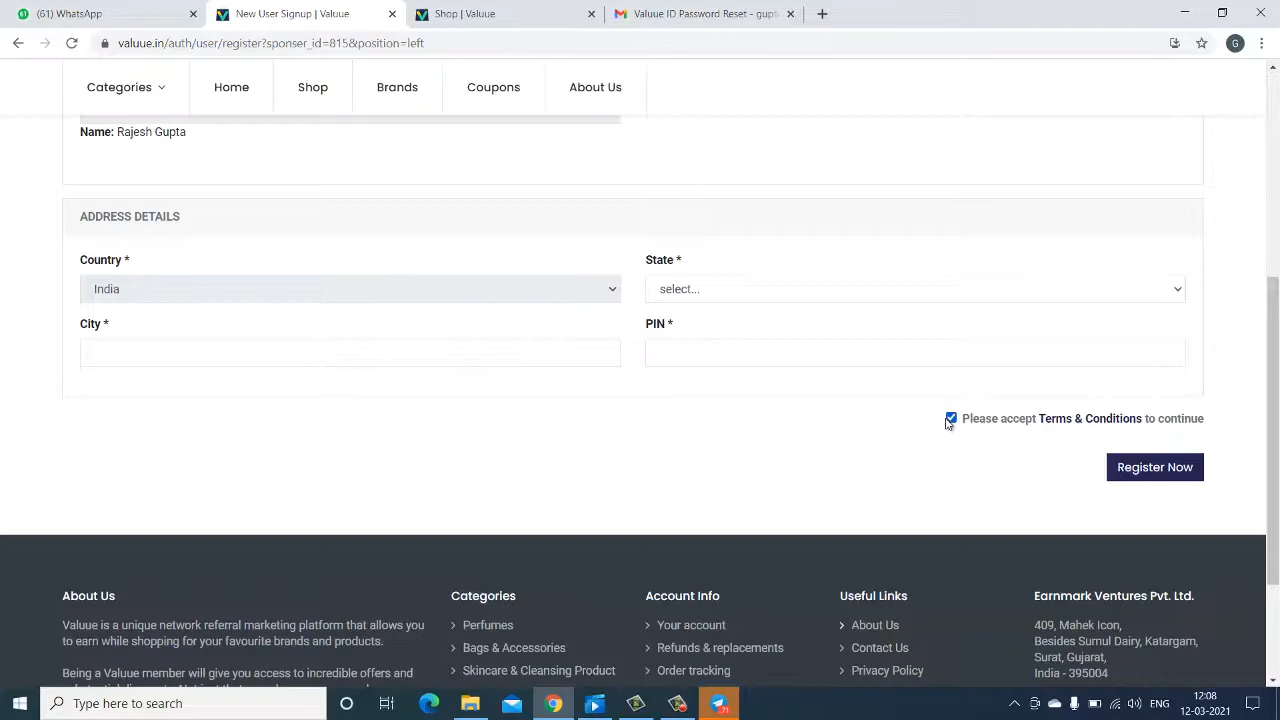 (61) WhatsApp
New User Signup | Valuue
Shop | Valuue
Valuue ID Password Reset - gupt
valuue.in/auth/user/register?sponser_id=815&position=left
G
Categories
Home
Shop
Brands
Coupons
About Us
Name: Rajesh Gupta
ADDRESS DETAILS
Country *
State *
India
select...
City *
PIN *
Please accept Terms & Conditions to continue
Register Now
About Us
Categories
Account Info
Useful Links
Earnmark Ventures Pvt. Ltd.
Valuue is a unique network referral marketing platform that allows you
to earn while shopping for your favourite brands and products.
Being a Valuue member will give you access to incredible offers and
Perfumes
Bags & Accessories
Skincare & Cleansing Product
Your account
Refunds & replacements
Order tracking
About Us
Contact Us
Privacy Policy
409, Mahek Icon,
Besides Sumul Dairy, Katargam,
Surat, Gujarat,
India - 395004
Type here to search
ENG
12:08
12-03-2021